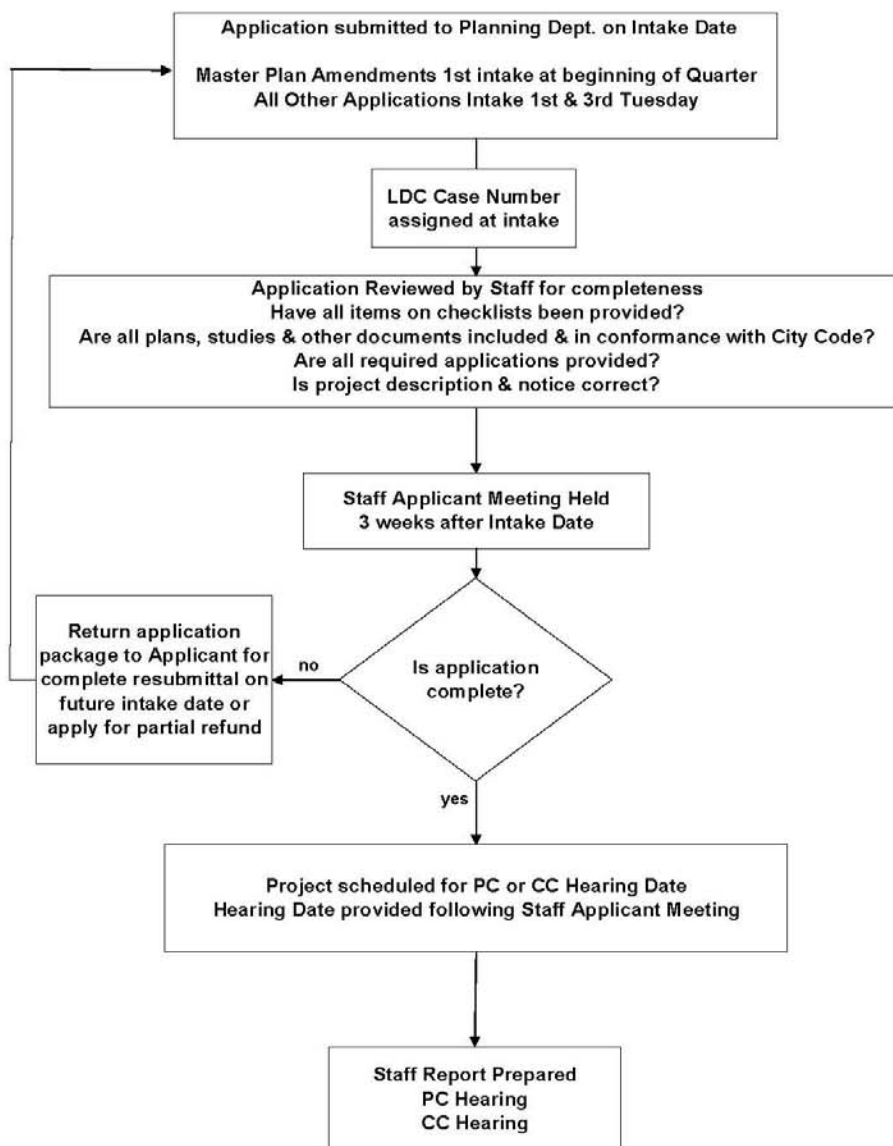 Application submitted to Planning Dept. on Intake Date
Master Plan Amendments 1st intake at beginning of Quarter
All Other Applications Intake 1st & 3rd Tuesday
LDC Case Number
assigned at intake
Application Reviewed by Staff for completeness
Have all items on checklists been provided?
Are all plans, studies & other documents included & in conformance with City Code?
Are all required applications provided?
Is project description & notice correct?
Staff Applicant Meeting Held
3 weeks after Intake Date
Is application
complete?
no
Return application
package to Applicant for
complete resubmittal on
future intake date or
apply for partial refund
yes
Project scheduled for PC or CC Hearing Date
Hearing Date provided following Staff Applicant Meeting
Staff Report Prepared
PC Hearing
CC Hearing